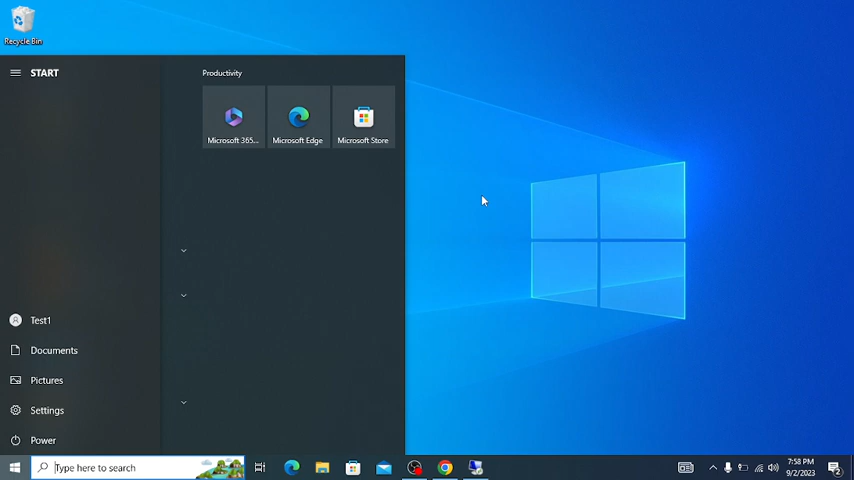 Recycle Bin
START
Productivity
Microsoft 365...
Microsoft Edge
Microsoft Store
Test1
Documents
Pictures
Settings
Power
Type here to search
7:58 PM
9/2/2023
2